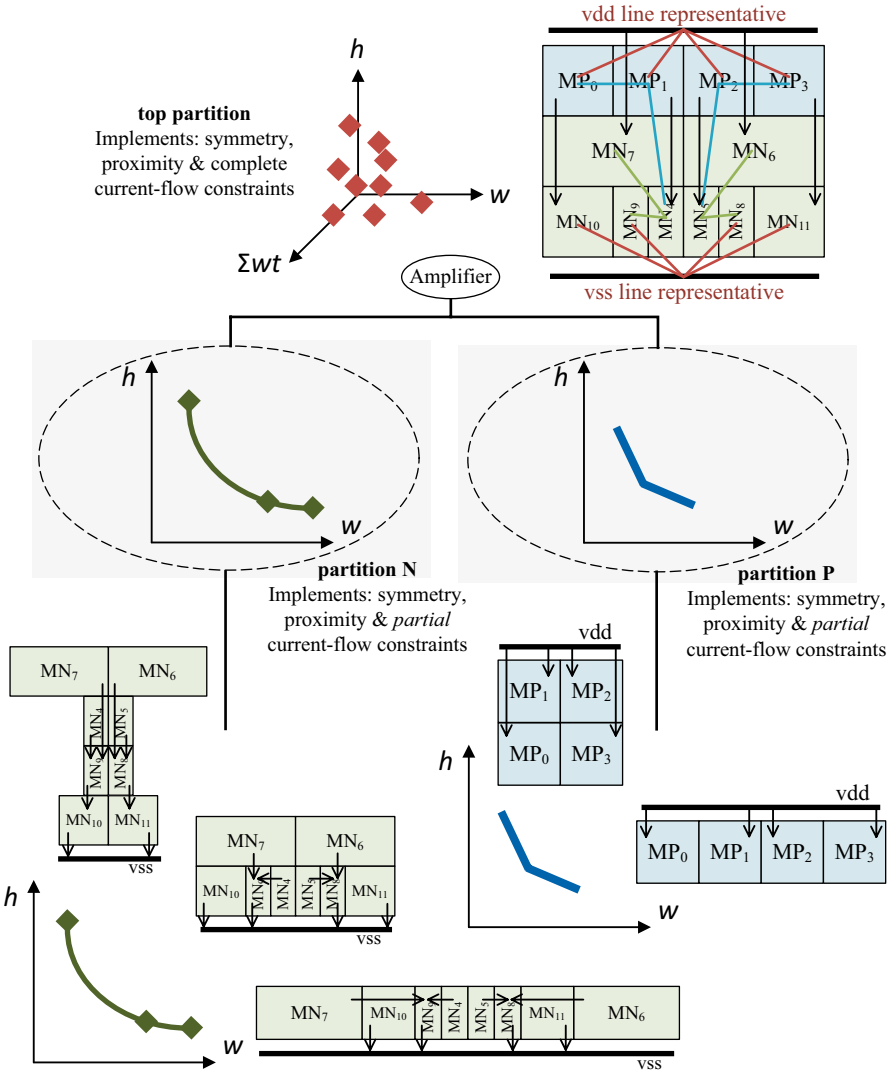 vdd line representative
h
top partition
Implements: symmetry,
proximity & complete
current-flow constraints
w
Σwt
MP0 MP1 MP2 MP3
MN7 MN6
MN10 MN9 MN4 MN5 MN8 MN11
vss line representative
Amplifier
h
w
partition N
Implements: symmetry,
proximity & partial
current-flow constraints
h
w
partition P
Implements: symmetry,
proximity & partial
current-flow constraints
MN7 MN6
MN4 MN5
MN9 MN8
MN10 MN11
vss
MN7 MN6
MN10 MN9 MN4 MN5 MN8 MN11
vss
h
w
MN7 MN10 MN9 MN4 MN5 MN8 MN11 MN6
vss
vdd
MP1 MP2
MP0 MP3
h
w
vdd
MP0 MP1 MP2 MP3